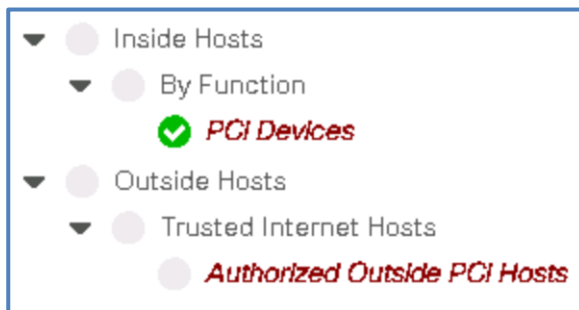 Inside Hosts
By Function
PCI Devices
Outside Hosts
Trusted Internet Hosts
Authorized Outside PCI Hosts